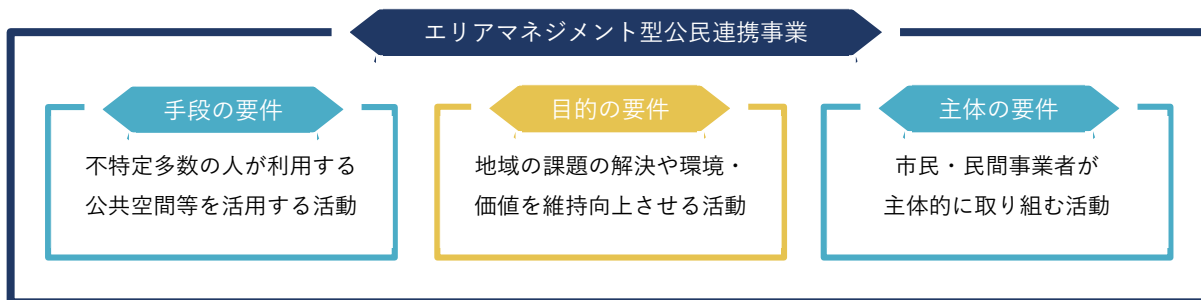 エリアマネジメント型公民連携事業
手段の要件
不特定多数の人が利用する
公共空間等を活用する活動
目的の要件
地域の課題の解決や環境・
価値を維持向上させる活動
主体の要件
市民・民間事業者が
主体的に取り組む活動